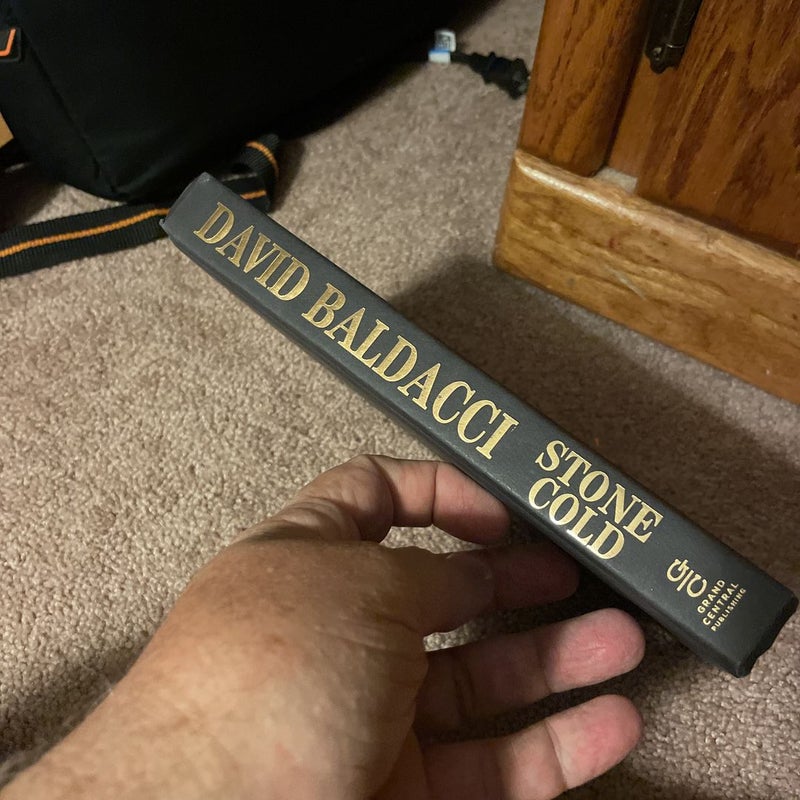 DAVID BALDACCI
STONE
COLD
GC
GRAND
CENTRAL
PUBLISHING